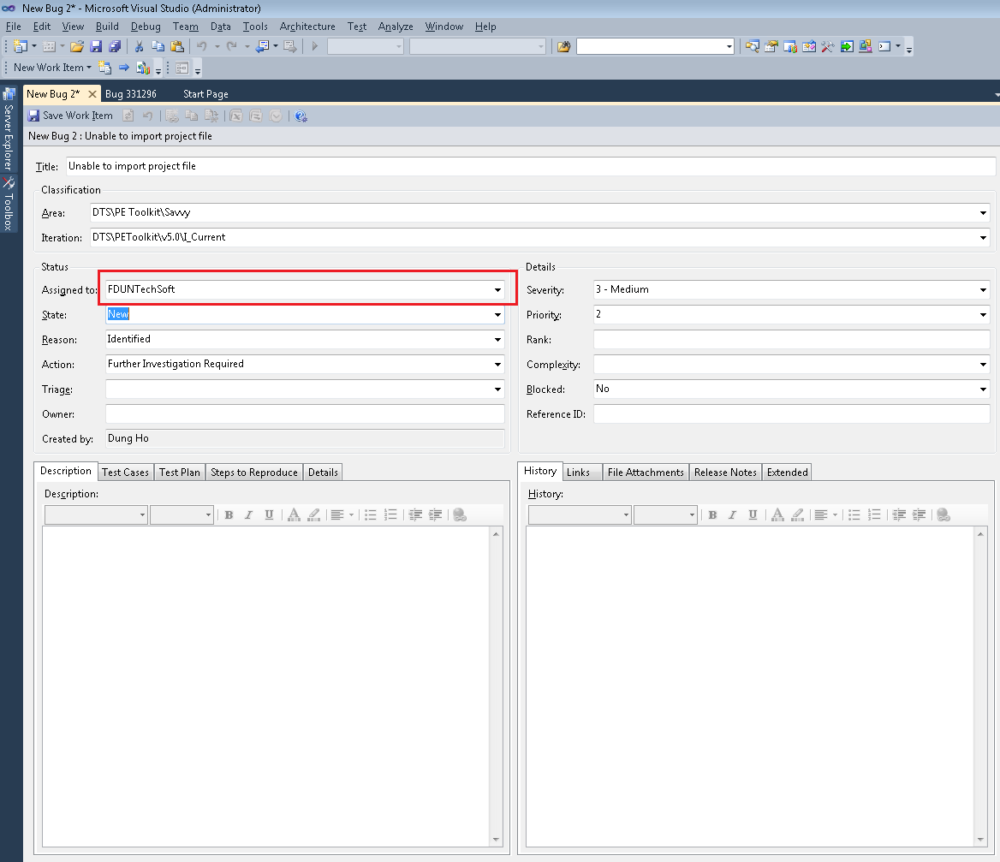 New Bug 2* - Microsoft Visual Studio (Administrator)
File Edit View Build Debug Team Data Tools Architecture Test Analyze Window Help
New Work Item
New Bug 2* Bug 331296 Start Page
Server Explorer
Toolbox
Save Work Item
New Bug 2 : Unable to import project file
Title: Unable to import project file
Classification
Area: DTS\PE Toolkit\Savvy
Iteration: DTS\PEToolkit\v5.0\I_Current
Status
Assigned to: FDUNTechSoft
State: New
Reason: Identified
Action: Further Investigation Required
Triage:
Owner:
Created by: Dung Ho
Details
Severity: 3 - Medium
Priority: 2
Rank:
Complexity:
Blocked: No
Reference ID:
Description Test Cases Test Plan Steps to Reproduce Details
Description:
B I U A
History Links File Attachments Release Notes Extended
History:
B I U A